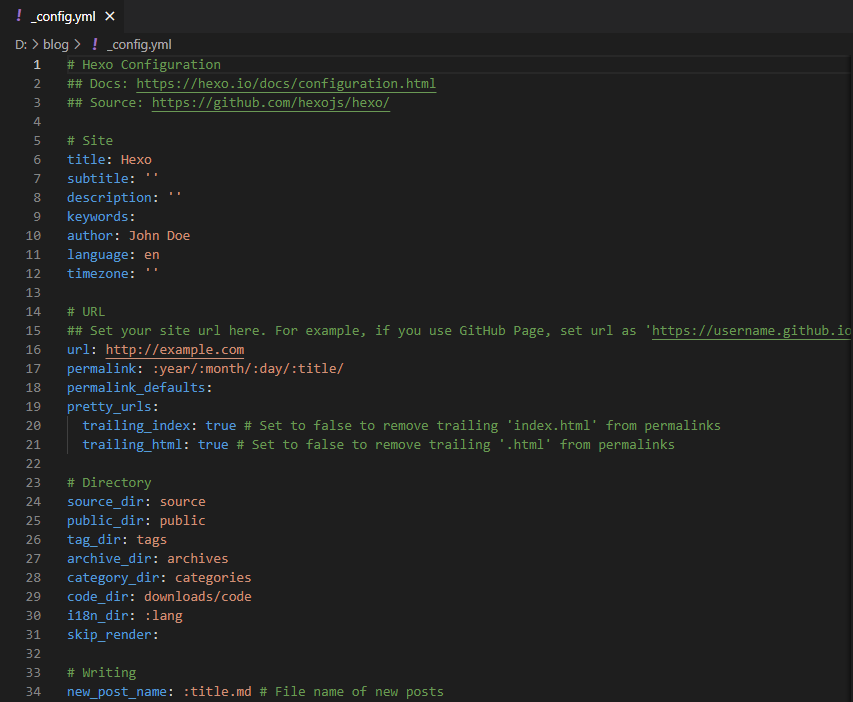 ! _config.yml ×
D: > blog > ! _config.yml
1 # Hexo Configuration
2 ## Docs: https://hexo.io/docs/configuration.html
3 ## Source: https://github.com/hexojs/hexo/
4
5 # Site
6 title: Hexo
7 subtitle: ''
8 description: ''
9 keywords:
10 author: John Doe
11 language: en
12 timezone: ''
13
14 # URL
15 ## Set your site url here. For example, if you use GitHub Page, set url as 'https://username.github.io
16 url: http://example.com
17 permalink: :year/:month/:day/:title/
18 permalink_defaults:
19 pretty_urls:
20   trailing_index: true # Set to false to remove trailing 'index.html' from permalinks
21   trailing_html: true # Set to false to remove trailing '.html' from permalinks
22
23 # Directory
24 source_dir: source
25 public_dir: public
26 tag_dir: tags
27 archive_dir: archives
28 category_dir: categories
29 code_dir: downloads/code
30 i18n_dir: :lang
31 skip_render:
32
33 # Writing
34 new_post_name: :title.md # File name of new posts